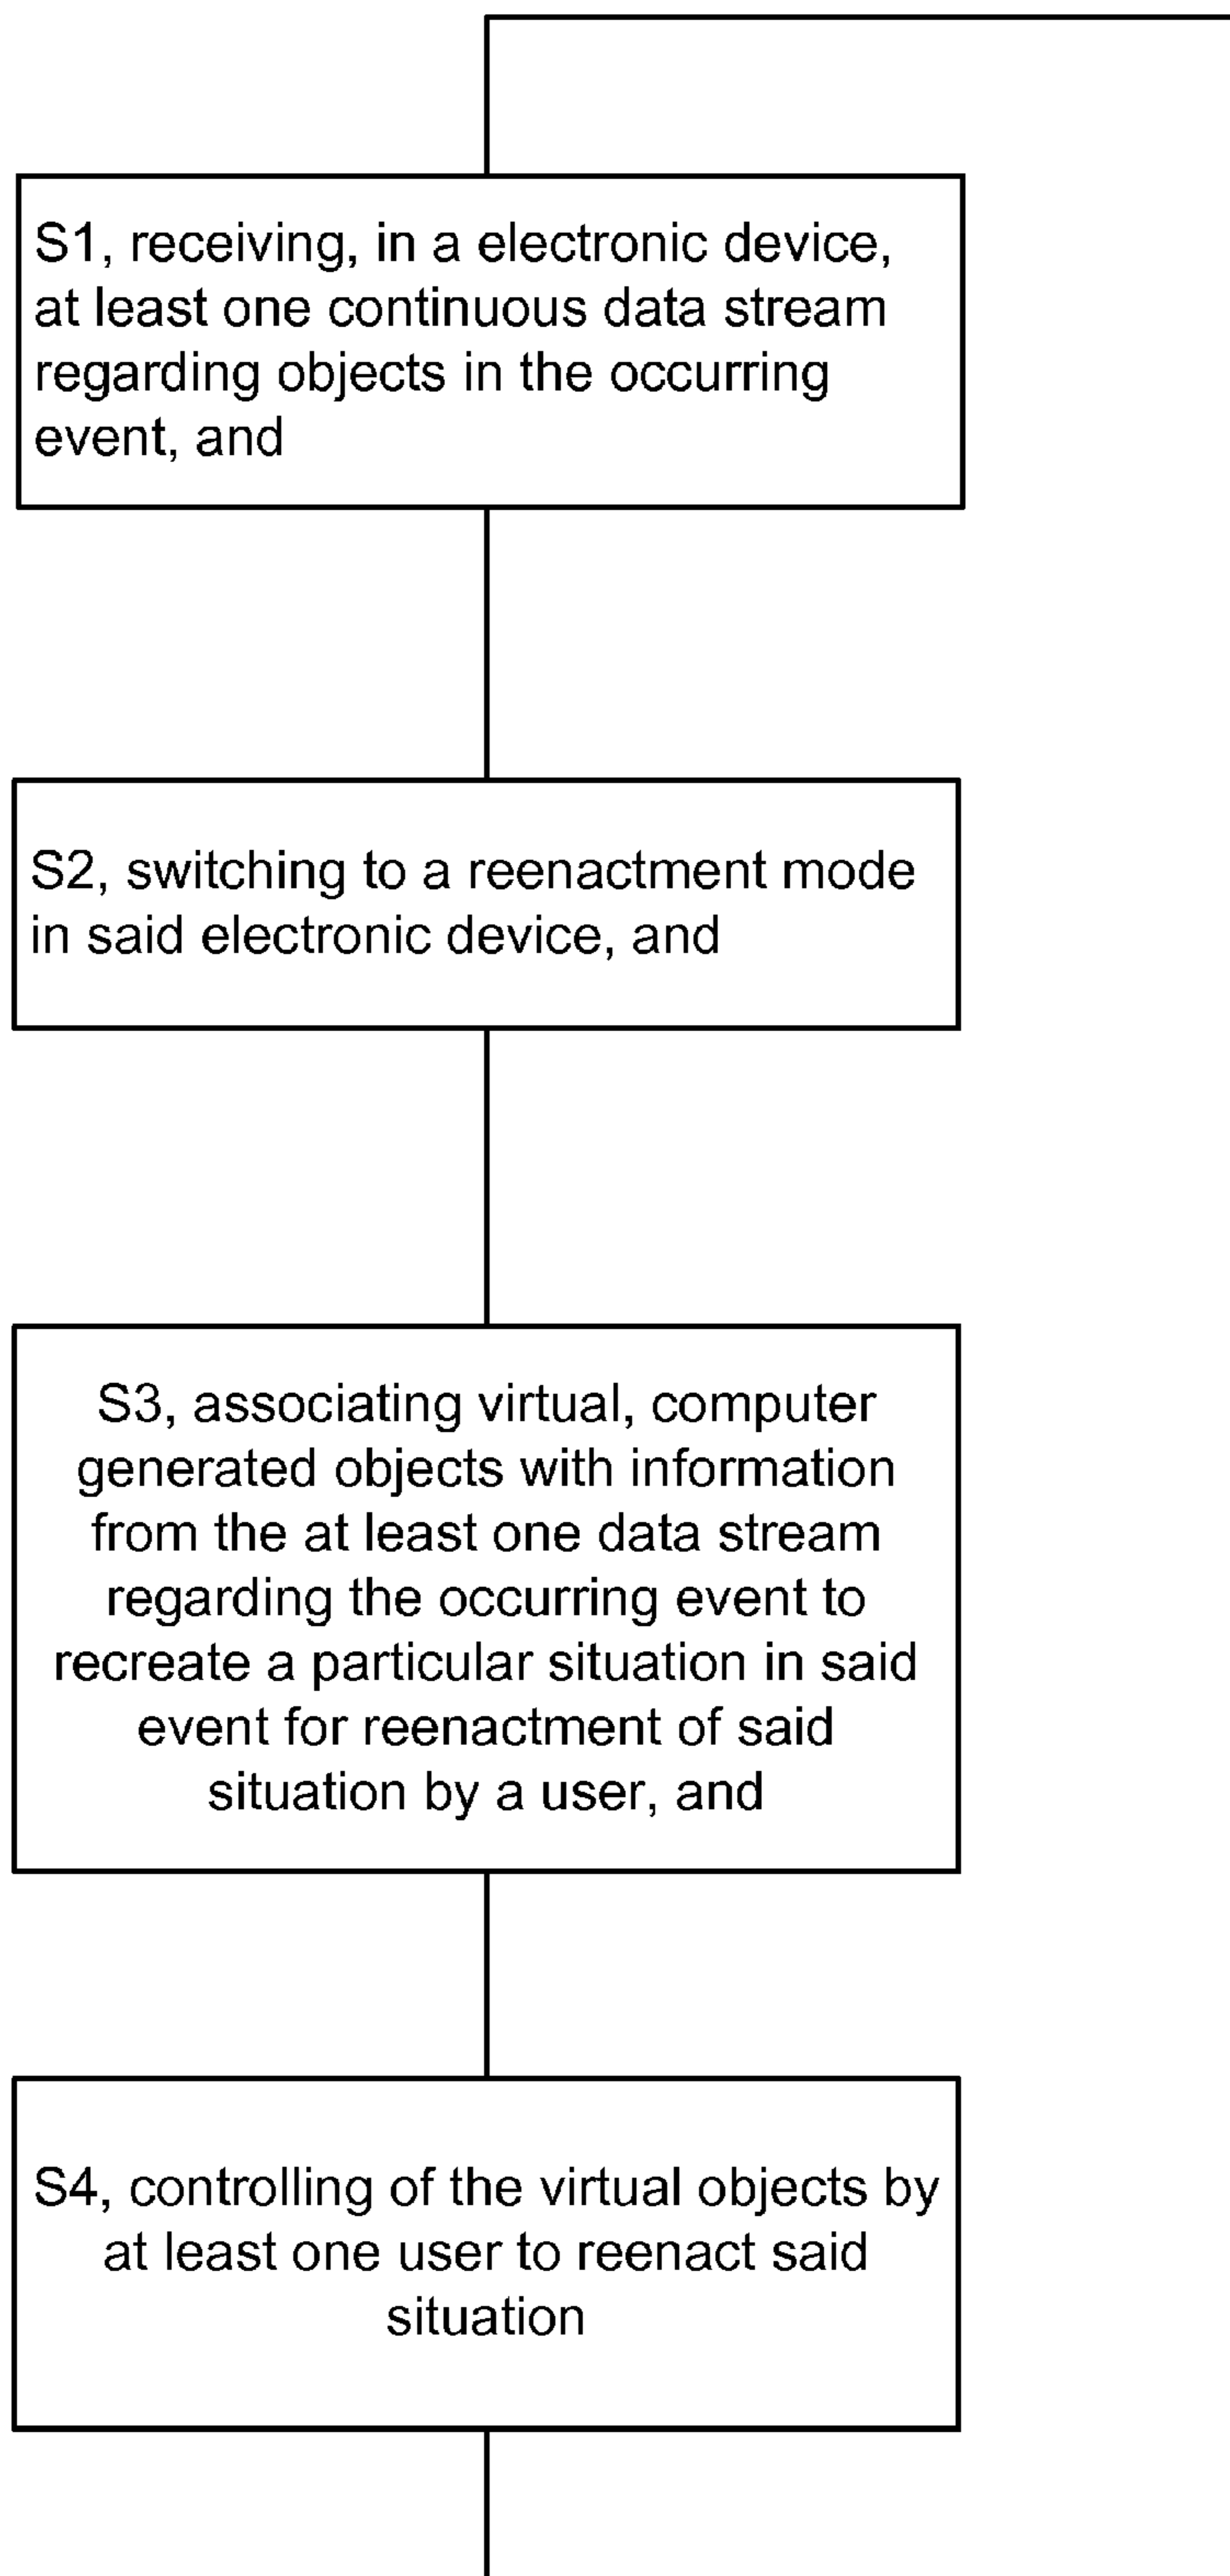 S1, receiving, in a electronic device,
at least one continuous data stream
regarding objects in the occurring
event, and
S2, switching to a reenactment mode
in said electronic device, and
S3, associating virtual, computer
generated objects with information
from the at least one data stream
regarding the occurring event to
recreate a particular situation in said
event for reenactment of said
situation by a user, and
S4, controlling of the virtual objects by
at least one user to reenact said
situation